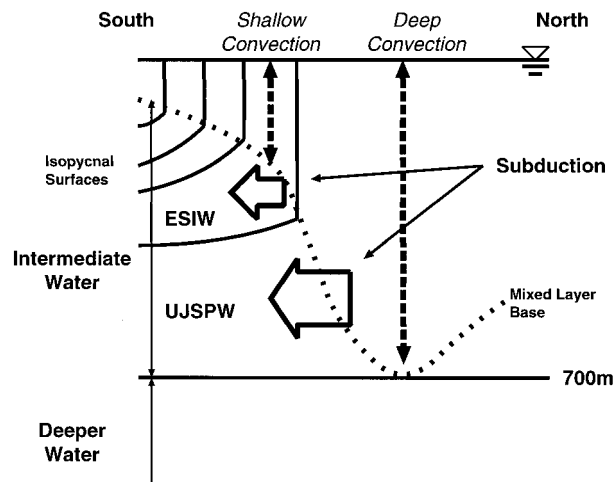 South
Shallow
Convection
Deep
Convection
North
Isopycnal
Surfaces
Subduction
ESIW
Intermediate
Water
UJSPW
Mixed Layer
Base
700m
Deeper
Water